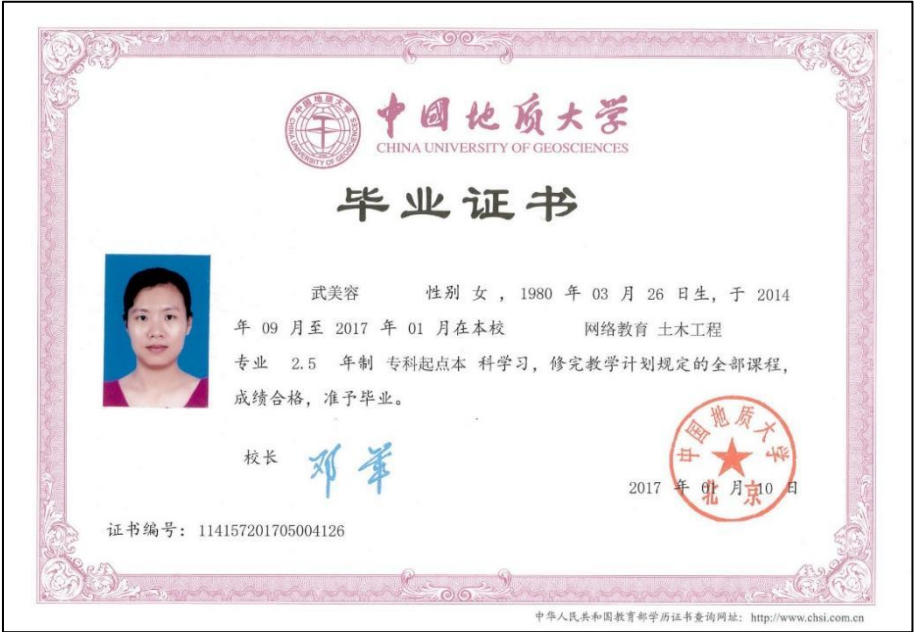 中國地质大学
CHINA UNIVERSITY OF GEOSCIENCES
毕业证书
武美容 性别 女 ，1980 年 03 月 26 日生，于 2014
年 09 月至 2017 年 01 月在本校 网络教育 土木工程
专业 2.5 年制 专科起点本 科学习，修完教学计划规定的全部课程，
成绩合格，准予毕业。
校长 邓军
中国地质大学
北京
2017 年 01 月 10 日
证书编号：114157201705004126
中华人民共和国教育部学历证书查询网址：http://www.chsi.com.cn